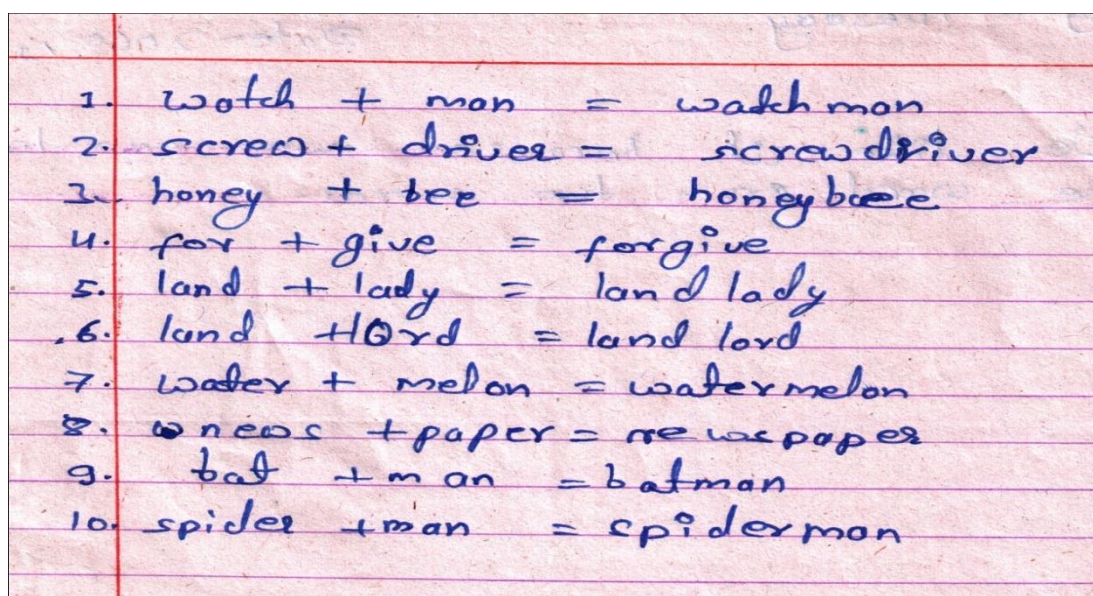 1. watch + man = watchman
2. screw + driver = screwdriver
3. honey + bee = honeybee
4. for + give = forgive
5. land + lady = land lady
6. land + lord = land lord
7. water + melon = watermelon
8. news + paper = newspaper
9. bat + man = batman
10. spider + man = spiderman